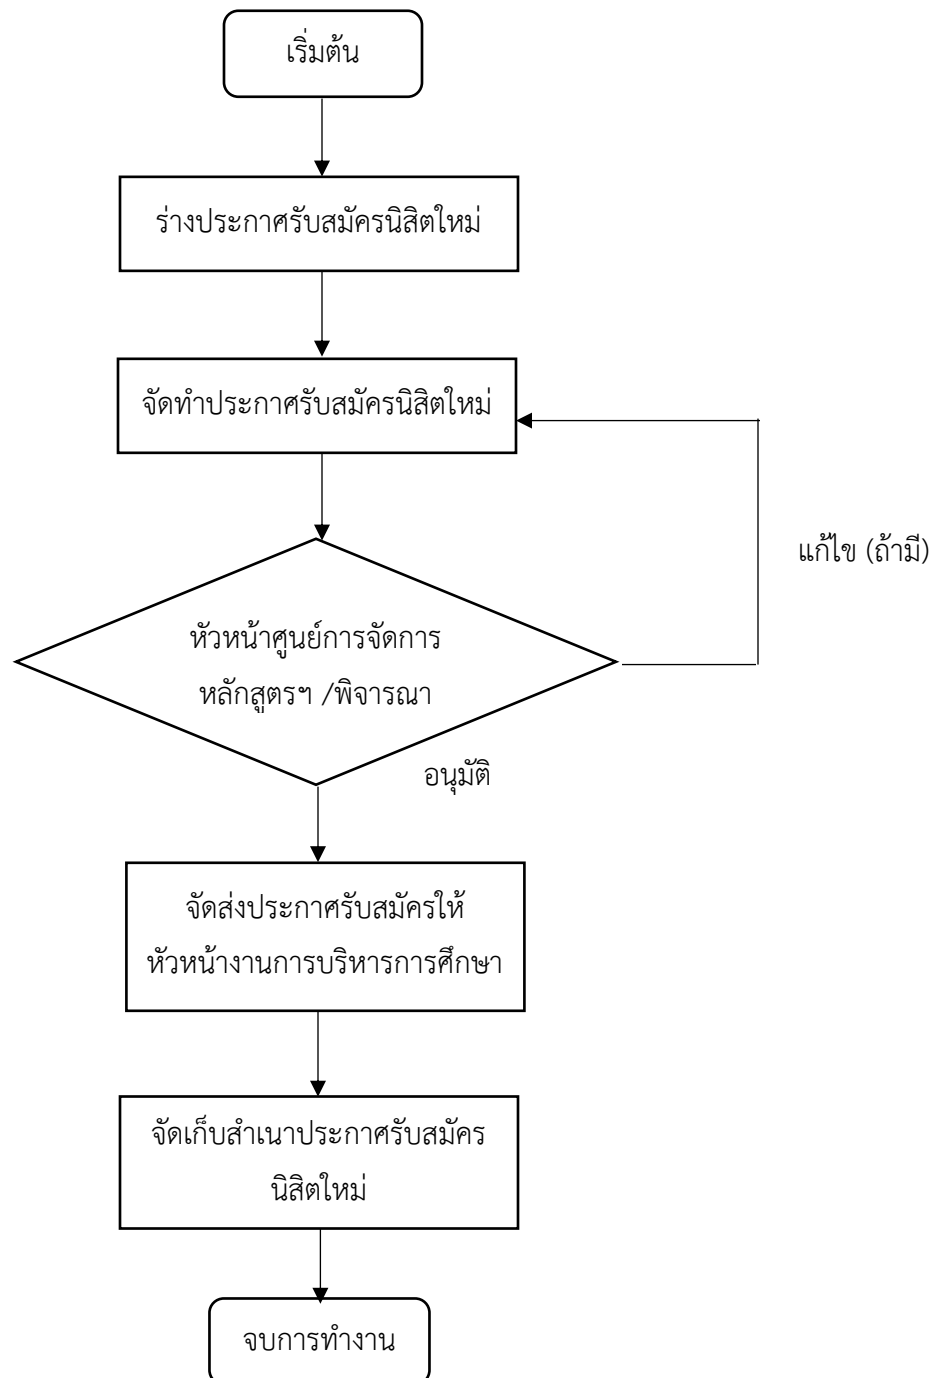 เริ่มต้น
ร่างประกาศรับสมัครนิสิตใหม่
จัดทำประกาศรับสมัครนิสิตใหม่
แก้ไข (ถ้ามี)
หัวหน้าศูนย์การจัดการ
หลักสูตรฯ /พิจารณา
อนุมัติ
จัดส่งประกาศรับสมัครให้
หัวหน้างานการบริหารการศึกษา
จัดเก็บสำเนาประกาศรับสมัคร
นิสิตใหม่
จบการทำงาน